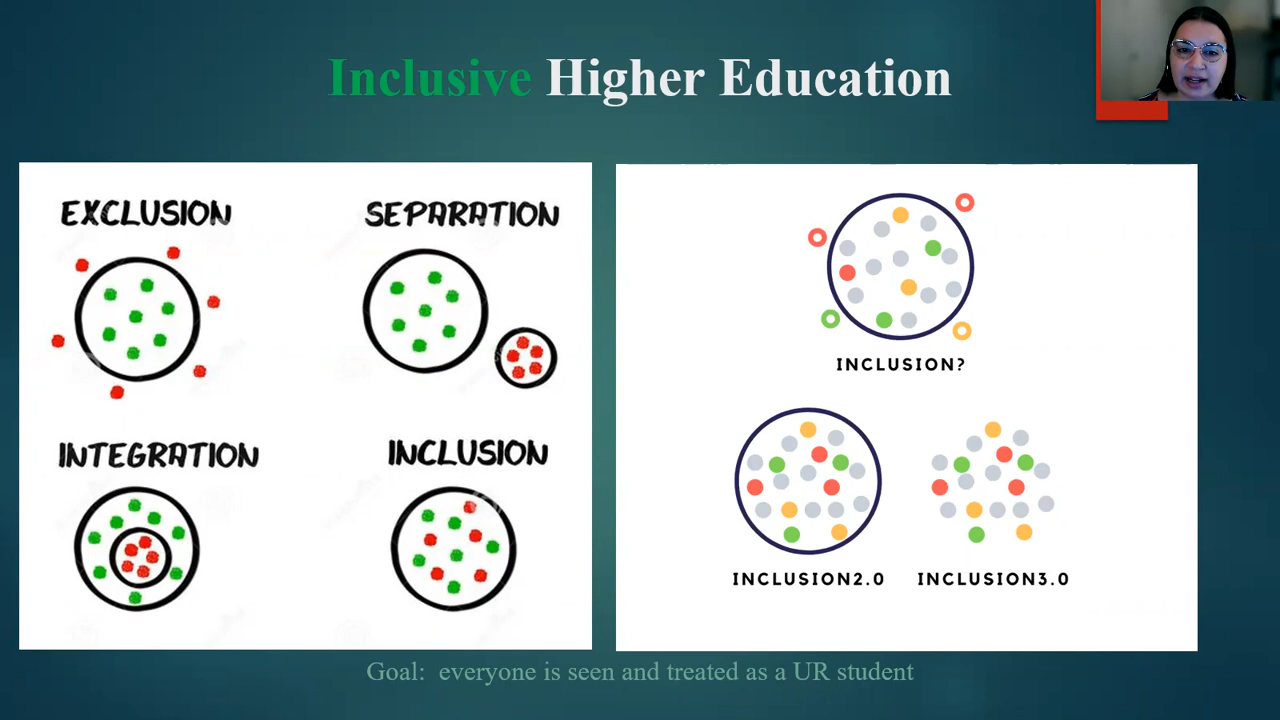 Inclusive Higher Education
EXCLUSION
SEPARATION
INTEGRATION
INCLUSION
INCLUSION?
INCLUSION2.0
INCLUSION3.0
Goal: everyone is seen and treated as a UR student